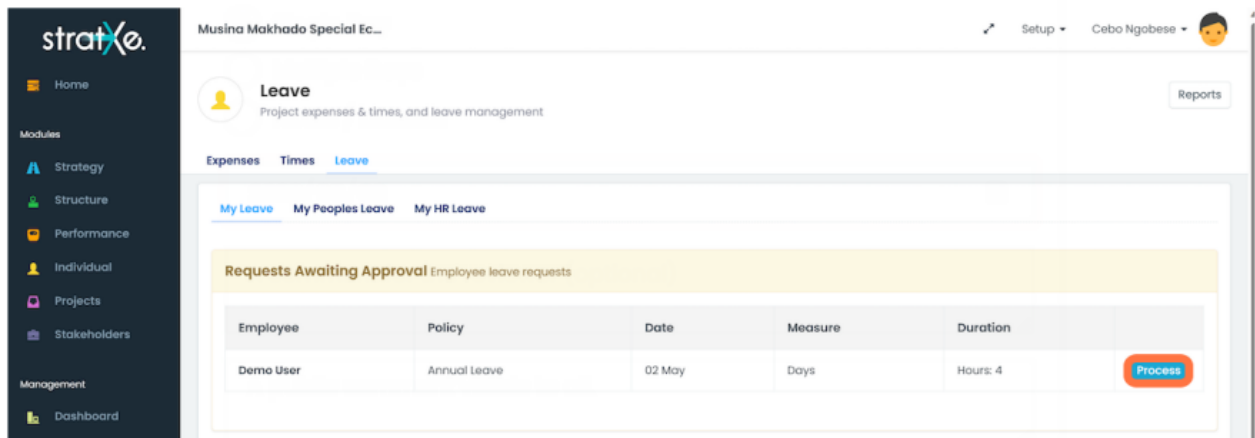 stratXe.
Musina Makhado Special Ec...
Setup
Cebo Ngobese
Home
Modules
Strategy
Structure
Performance
Individual
Projects
Stakeholders
Management
Dashboard
Leave
Project expenses & times, and leave management
Reports
Expenses Times Leave
My Leave My Peoples Leave My HR Leave
Requests Awaiting Approval Employee leave requests
Employee Policy Date Measure Duration
Demo User Annual Leave 02 May Days Hours: 4 Process